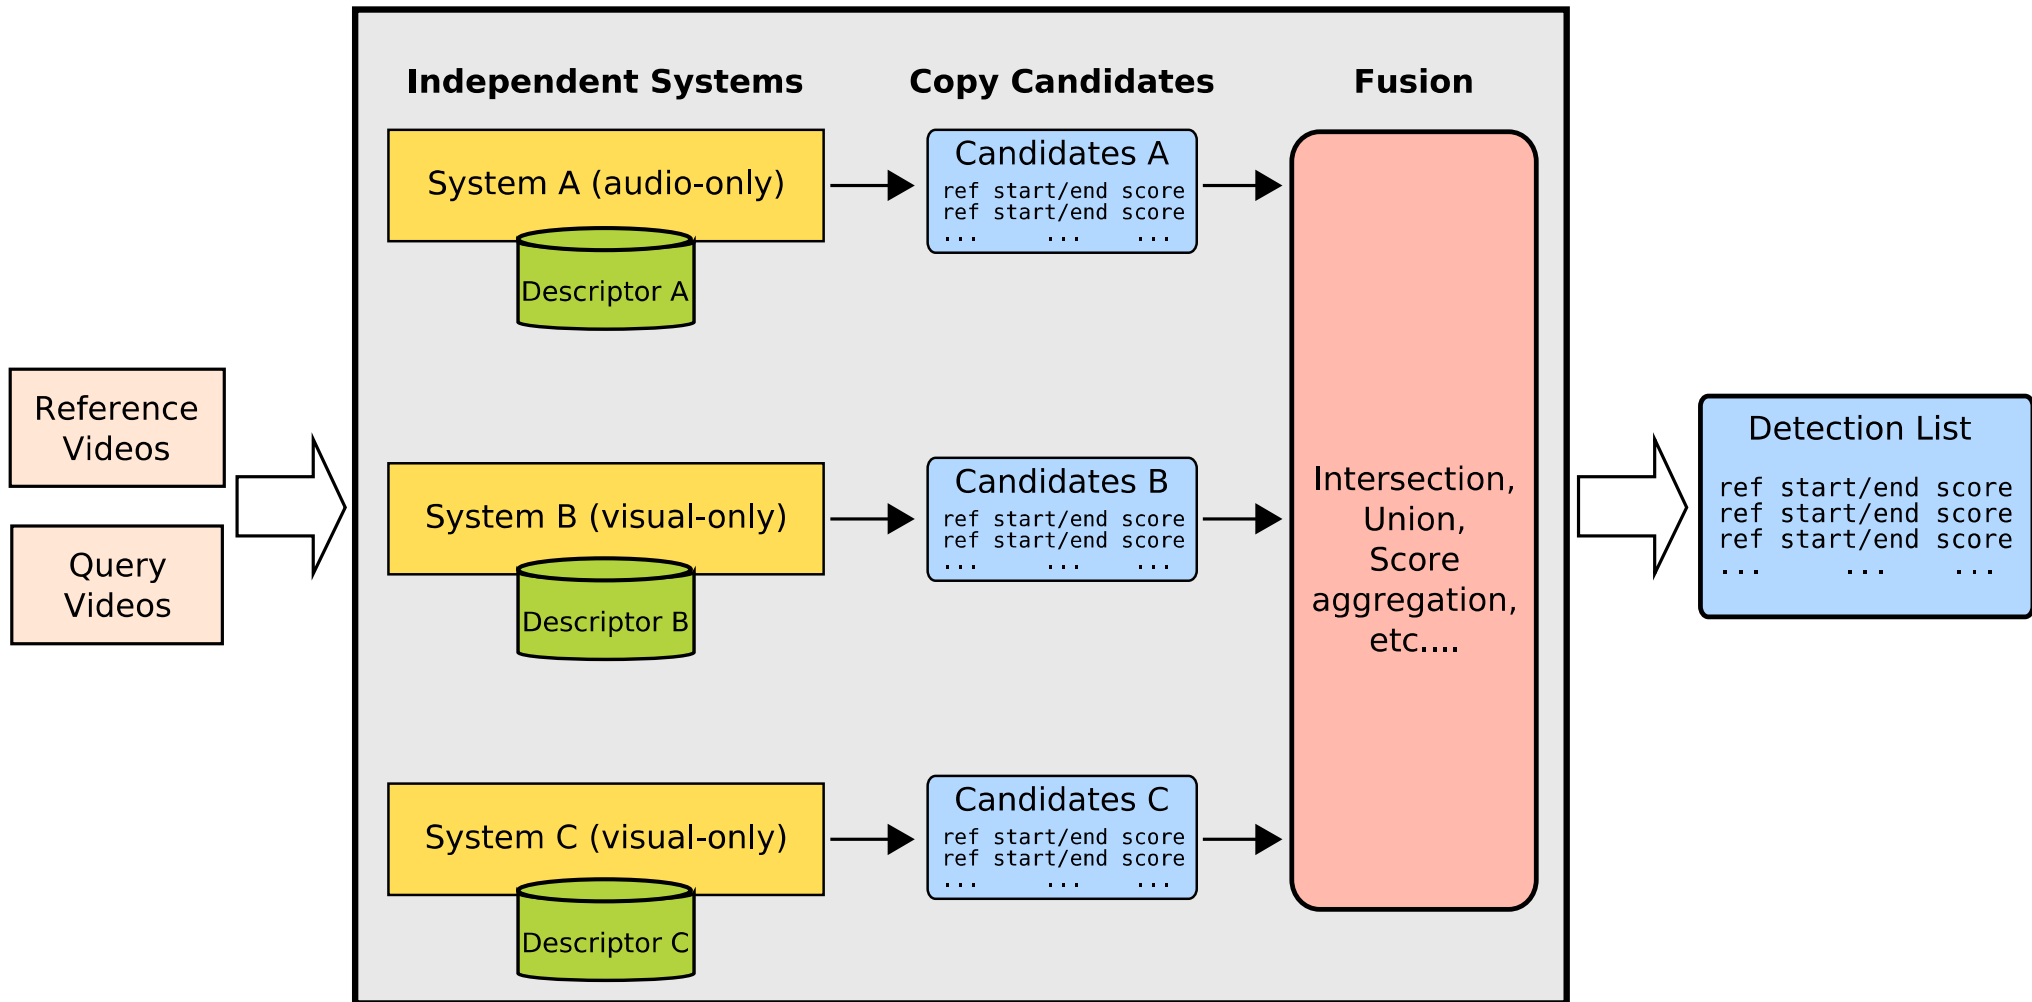 Independent Systems
Copy Candidates
Fusion
System A (audio-only)
Descriptor A
Candidates A
ref start/end score
ref start/end score
... ... ...
Reference
Videos
Query
Videos
System B (visual-only)
Descriptor B
Candidates B
ref start/end score
ref start/end score
... ... ...
System C (visual-only)
Descriptor C
Candidates C
ref start/end score
ref start/end score
... ... ...
Intersection,
Union,
Score
aggregation,
etc....
Detection List
ref start/end score
ref start/end score
ref start/end score
... ... ...